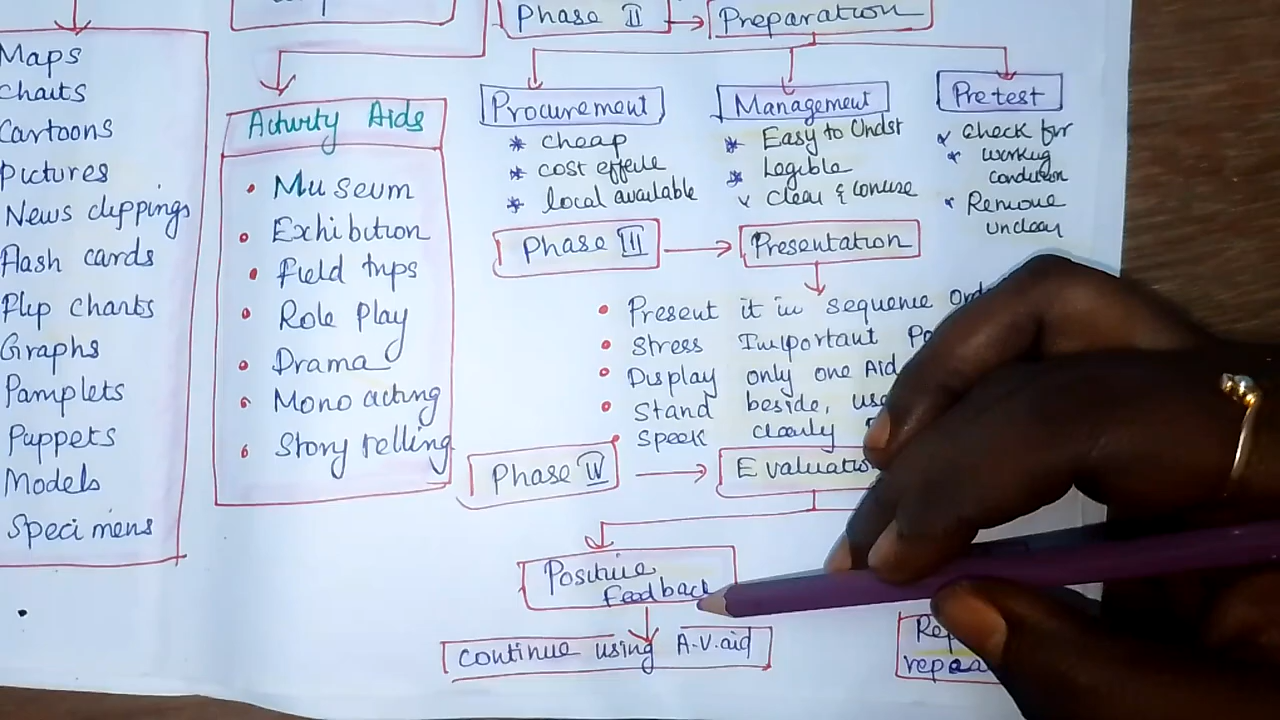 Maps
Charts
Cartoons
Pictures
News clippings
Flash cards
Flip charts
Graphs
Pamplets
Puppets
Models
Specimens
Activity Aids
Museum
Exhibition
Field trips
Role play
Drama
Mono acting
Story telling
Phase II
Preparation
Procurement
* cheap
* cost effecte
* local available
Management
* Easy to Undst
* Legible
x clear & concise
Pretest
* check for
* working
condition
* Remove
unclear
Phase III
Presentation
Present it in sequence
Stress Important
Display only one Aid
Stand beside,
Speek clearly
Phase IV
Positive
Feedback
continue using A.V.aid